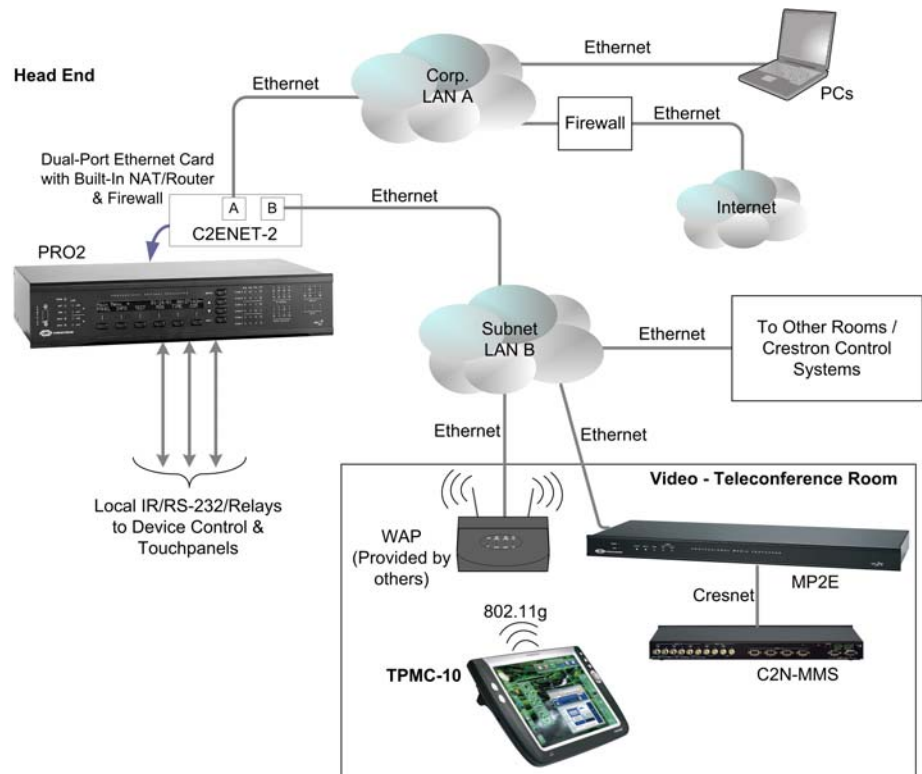 Head End
Ethernet
Corp.
LAN A
Ethernet
PCs
Firewall
Ethernet
Internet
Dual-Port Ethernet Card
with Built-In NAT/Router
& Firewall
A
B
C2ENET-2
Ethernet
PRO2
Subnet
LAN B
Ethernet
To Other Rooms /
Crestron Control
Systems
Ethernet
Ethernet
Local IR/RS-232/Relays
to Device Control &
Touchpanels
Video - Teleconference Room
WAP
(Provided by
others)
MP2E
Cresnet
C2N-MMS
802.11g
TPMC-10